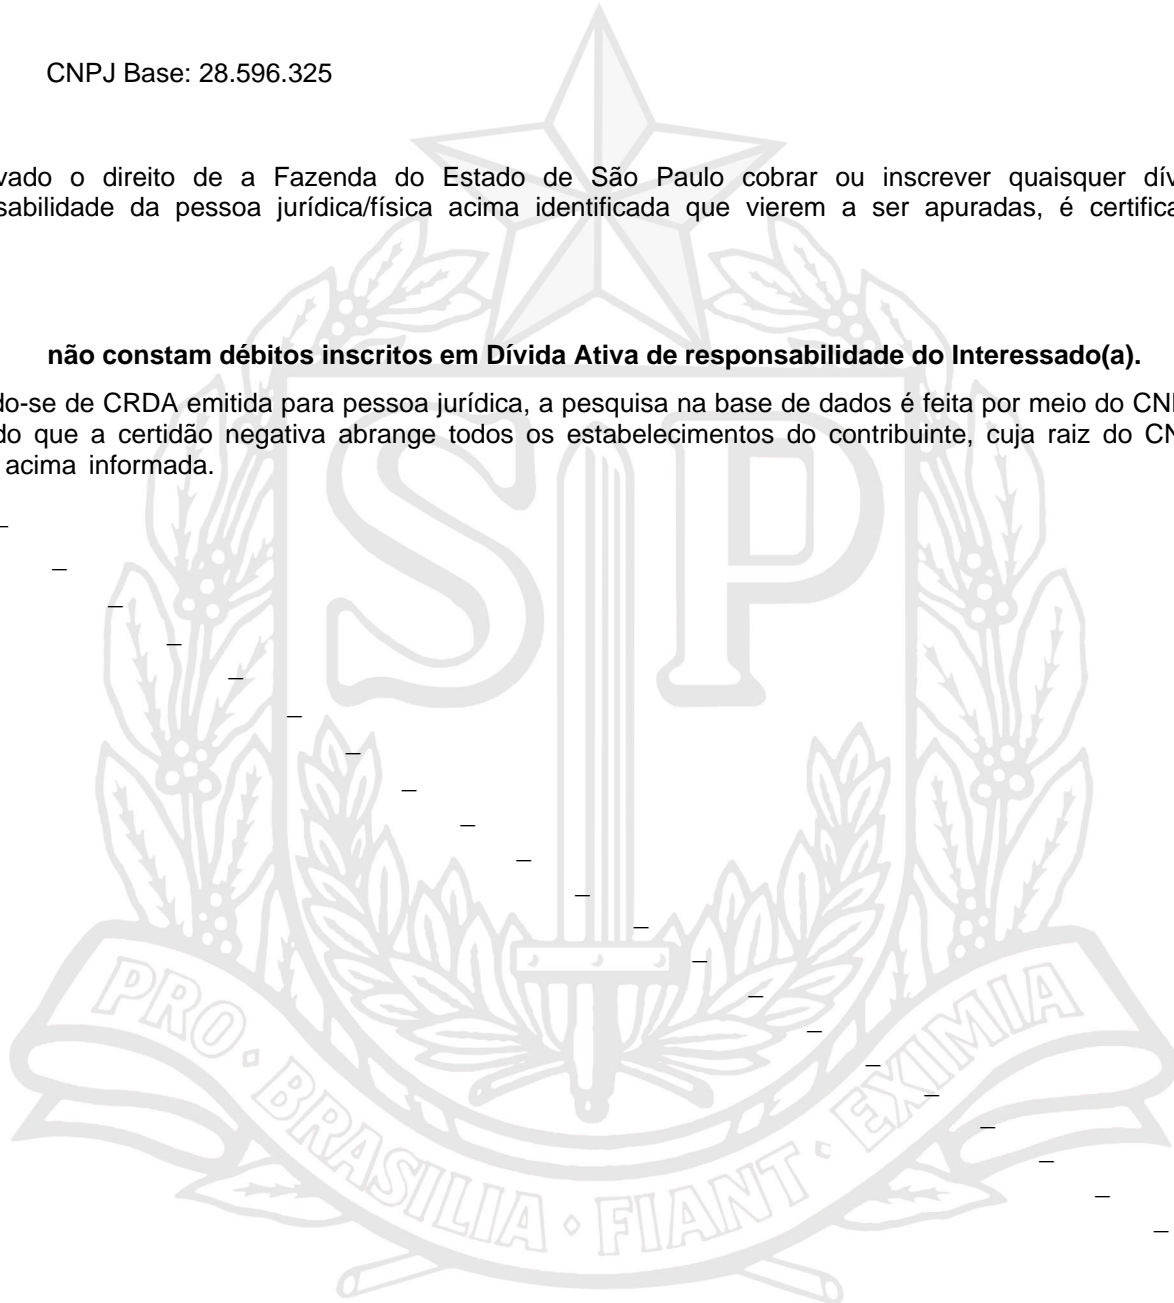 CNPJ Base: 28.596.325
vado o direito de a Fazenda do Estado de São Paulo cobrar ou inscrever quaisquer dív
sabilidade da pessoa jurídica/física acima identificada que vierem a ser apuradas, é certifica
não constam débitos inscritos em Dívida Ativa de responsabilidade do Interessado(a).
do-se de CRDA emitida para pessoa jurídica, a pesquisa na base de dados é feita por meio do CN
do que a certidão negativa abrange todos os estabelecimentos do contribuinte, cuja raiz do CN
acima informada.
SP
PRO · BRASILIA · FIANT · EXIMIA